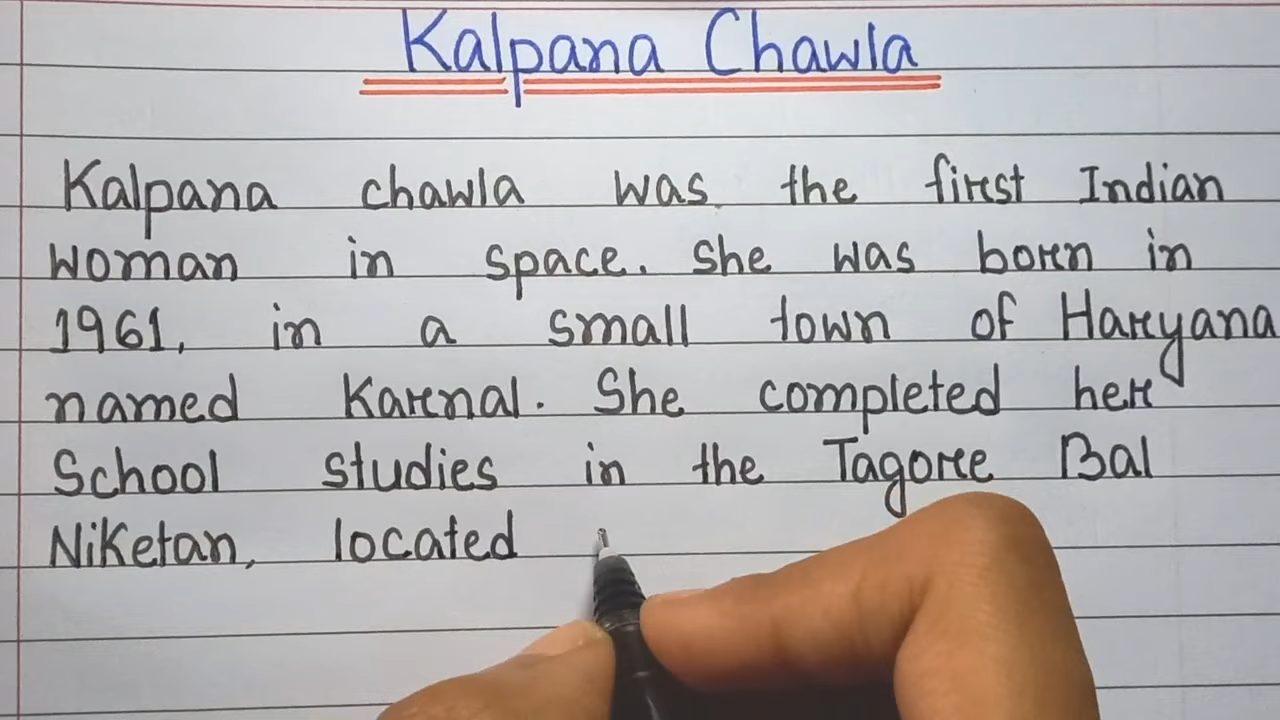 Kalpana Chawla
Kalpana chawla was the first Indian
woman in space. She was born in
1961, in a small town of Haryana
named Karnal. She completed her
School studies in the Tagore Bal
Niketan, located